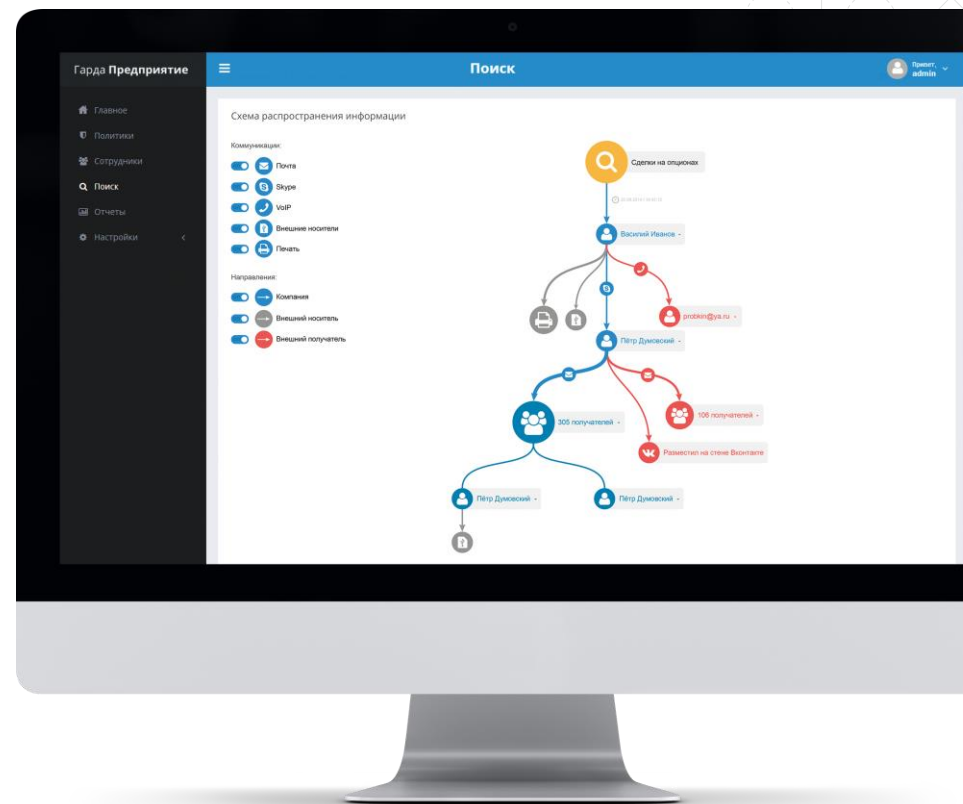 Гарда Предприятие
Поиск
Привет,
admin
Главное
Политики
Сотрудники
Поиск
Отчеты
Настройки
Схема распространения информации
Коммуникации:
Почта
Skype
VoIP
Внешние носители
Печать
Направления:
Компания
Внешний носитель
Внешний получатель
Сделки на опционах
Василий Иванов
probkin@ya.ru
Пётр Думовский
305 получателей
106 получателей
Разместил на стене Вконтакте
Пётр Думовский
Пётр Думовский